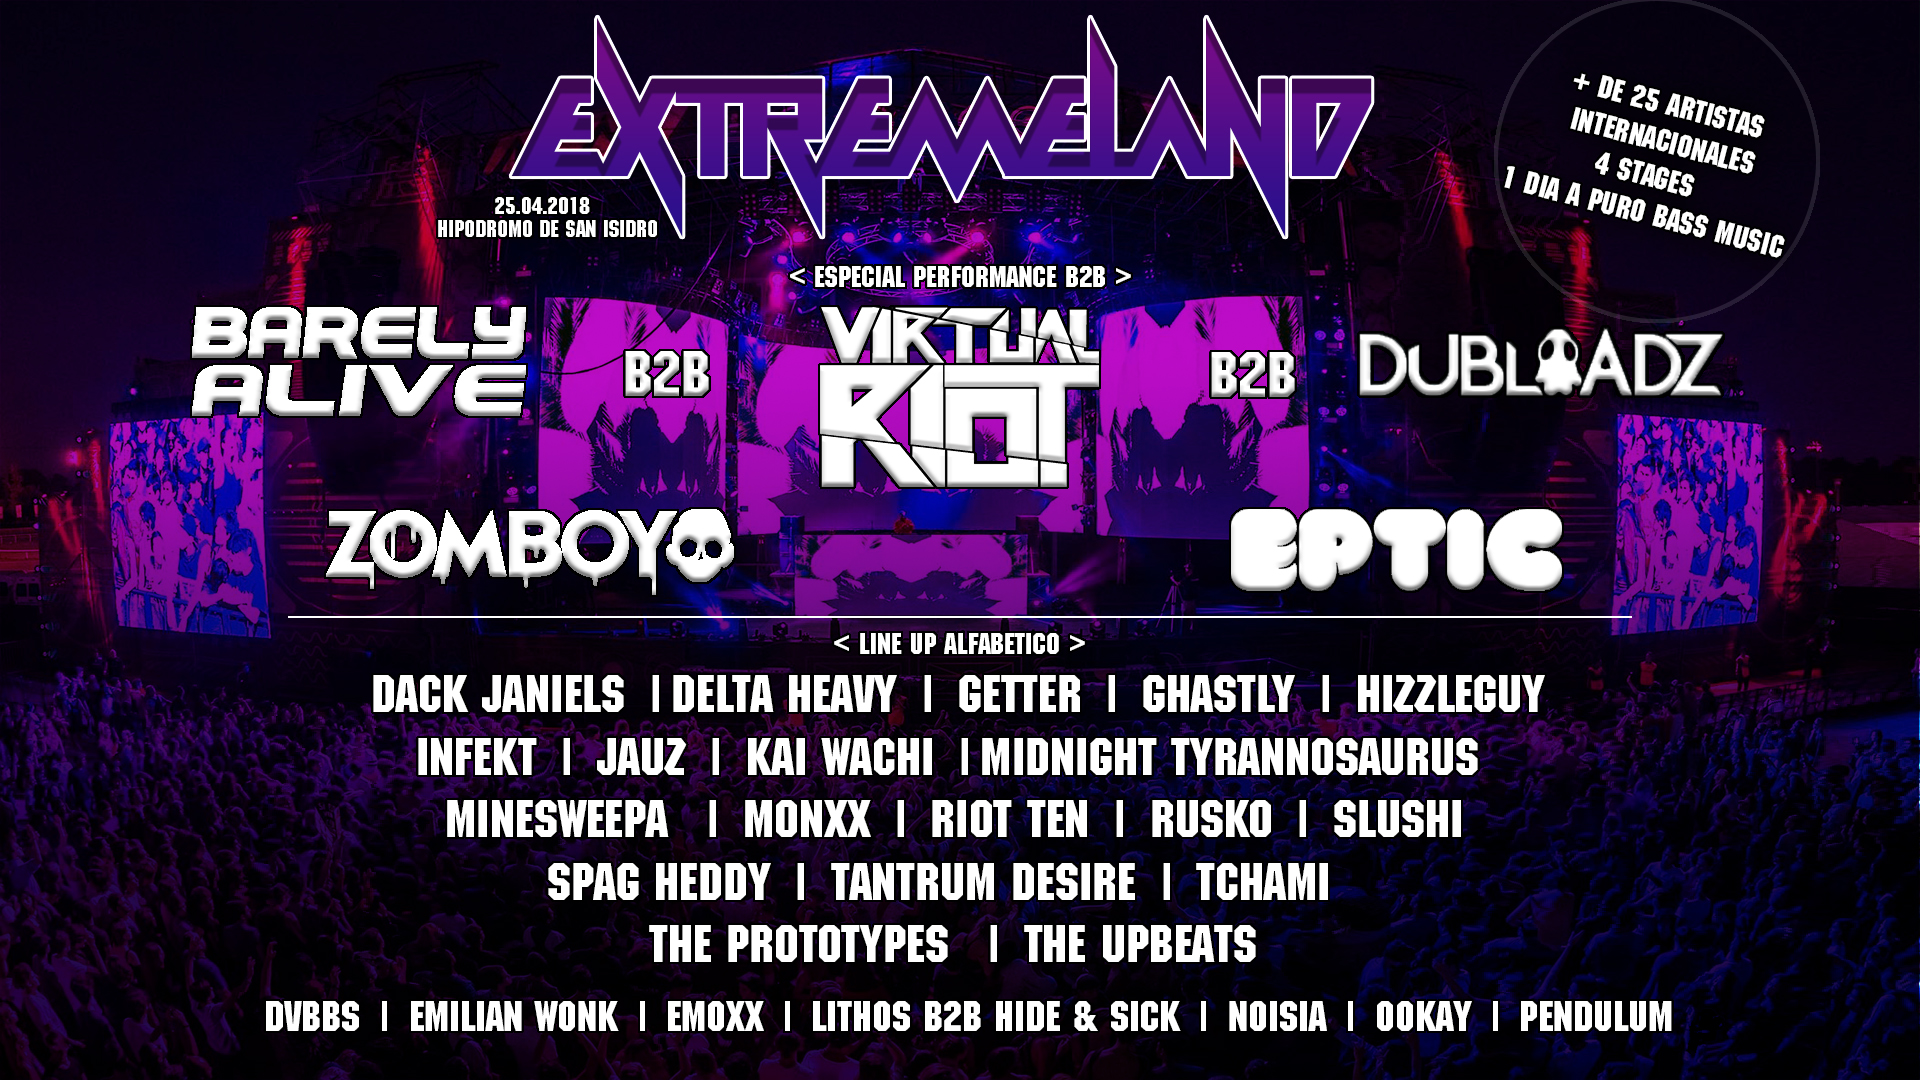 EXTREMELAND
+ DE 25 ARTISTAS
INTERNACIONALES
4 STAGES
1 DIA A PURO BASS MUSIC
25.04.2018
HIPODROMO DE SAN ISIDRO
< ESPECIAL PERFORMANCE B2B >
BARELY ALIVE B2B VIRTUAL RIOT B2B DUBLOADZ
ZOMBOY EPTIC
< LINE UP ALFABETICO >
DACK JANIELS | DELTA HEAVY | GETTER | GHASTLY | HIZZLEGUY
INFEKT | JAUZ | KAI WACHI | MIDNIGHT TYRANNOSAURUS
MINESWEEPA | MONXX | RIOT TEN | RUSKO | SLUSHI
SPAG HEDDY | TANTRUM DESIRE | TCHAMI
THE PROTOTYPES | THE UPBEATS
DVBBS | EMILIAN WONK | EMOXX | LITHOS B2B HIDE & SICK | NOISIA | OOKAY | PENDULUM